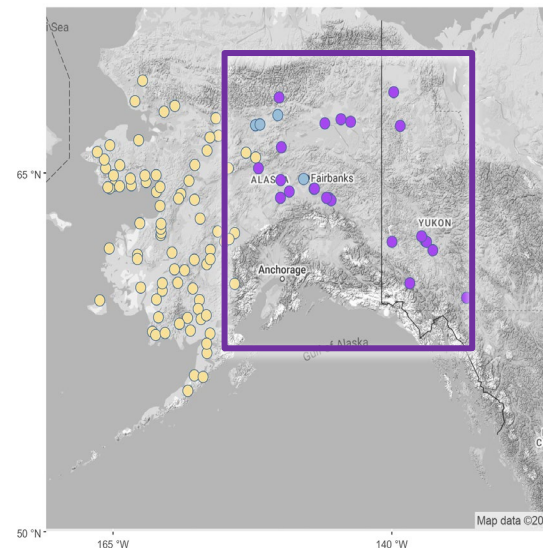 Sea
65 °N
ALASKA
Fairbanks
YUKON
Anchorage
Gulf of Alaska
50 °N
Map data ©20
165 °W
140 °W